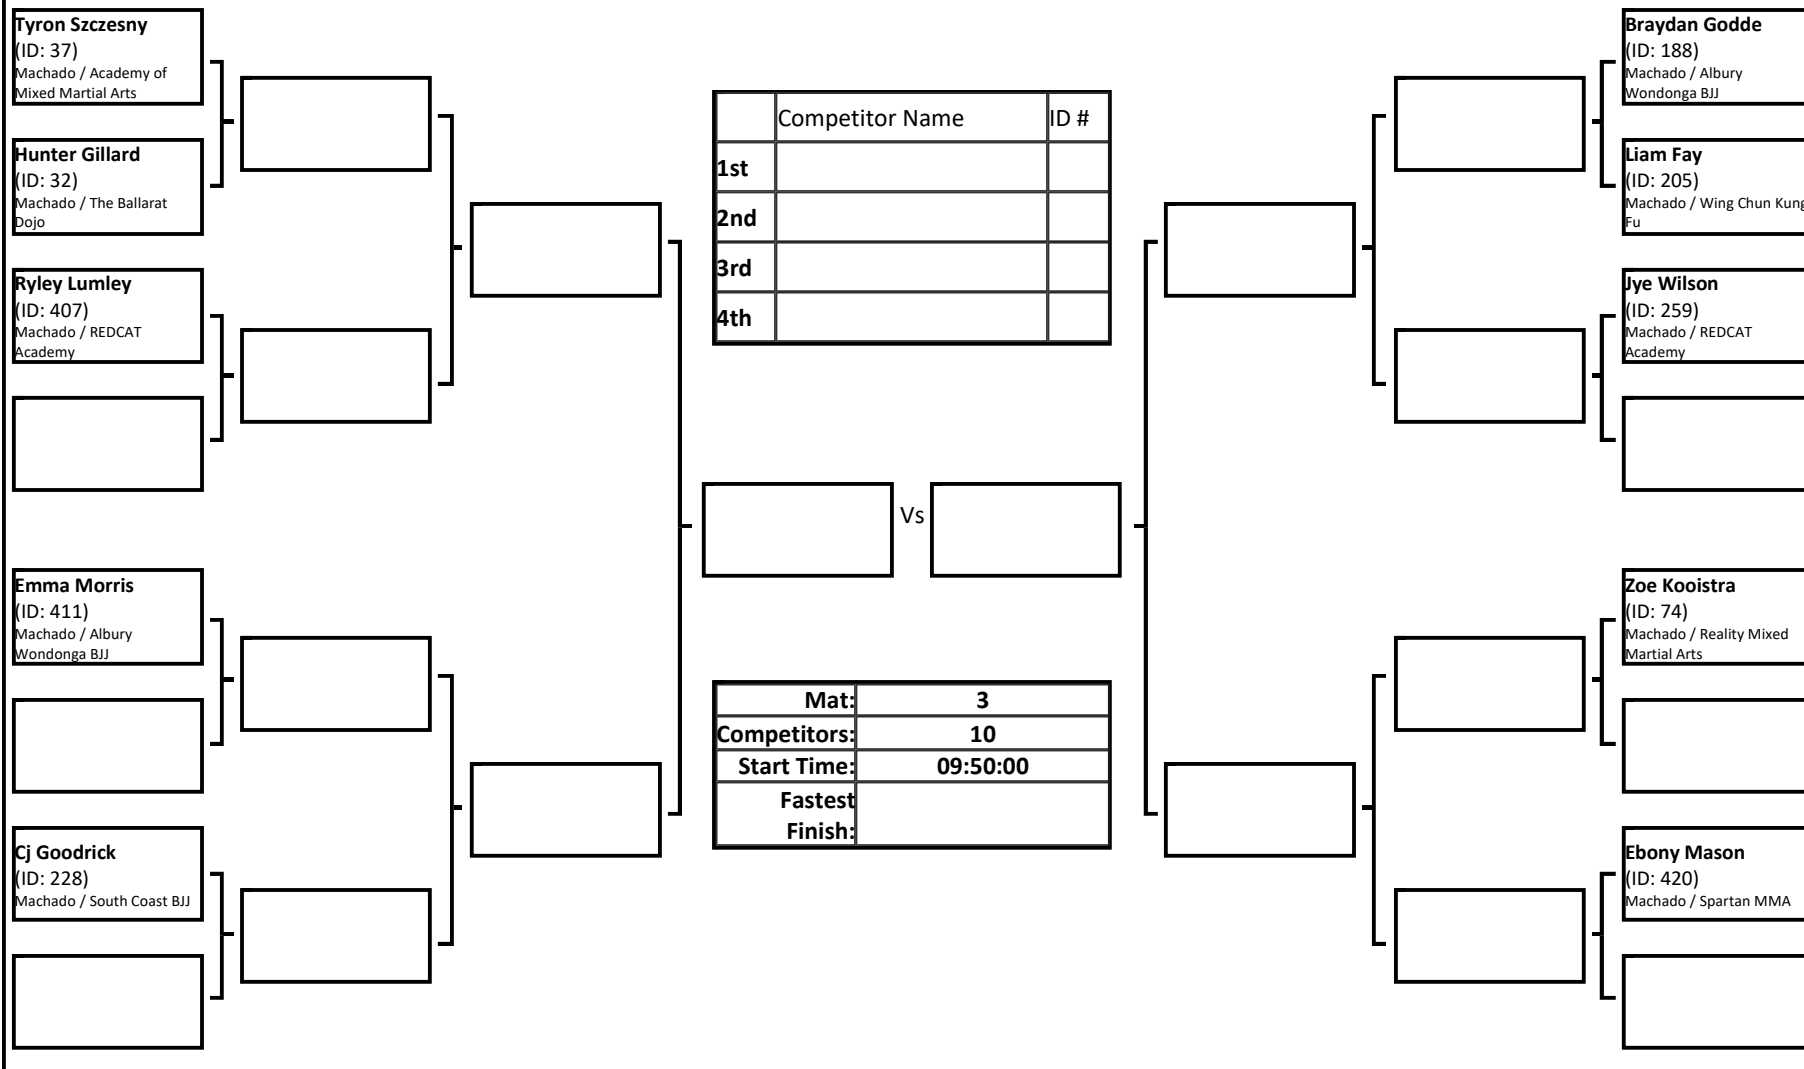 Tyron Szczesny
(ID: 37)
Machado / Academy of
Mixed Martial Arts
Hunter Gillard
(ID: 32)
Machado / The Ballarat
Dojo
Ryley Lumley
(ID: 407)
Machado / REDCAT
Academy
Emma Morris
(ID: 411)
Machado / Albury
Wondonga BJJ
Cj Goodrick
(ID: 228)
Machado / South Coast BJJ
Competitor Name ID #
1st
2nd
3rd
4th
Vs
Mat: 3
Competitors: 10
Start Time: 09:50:00
Fastest
Finish:
Braydan Godde
(ID: 188)
Machado / Albury
Wondonga BJJ
Liam Fay
(ID: 205)
Machado / Wing Chun Kung
Fu
Jye Wilson
(ID: 259)
Machado / REDCAT
Academy
Zoe Kooistra
(ID: 74)
Machado / Reality Mixed
Martial Arts
Ebony Mason
(ID: 420)
Machado / Spartan MMA